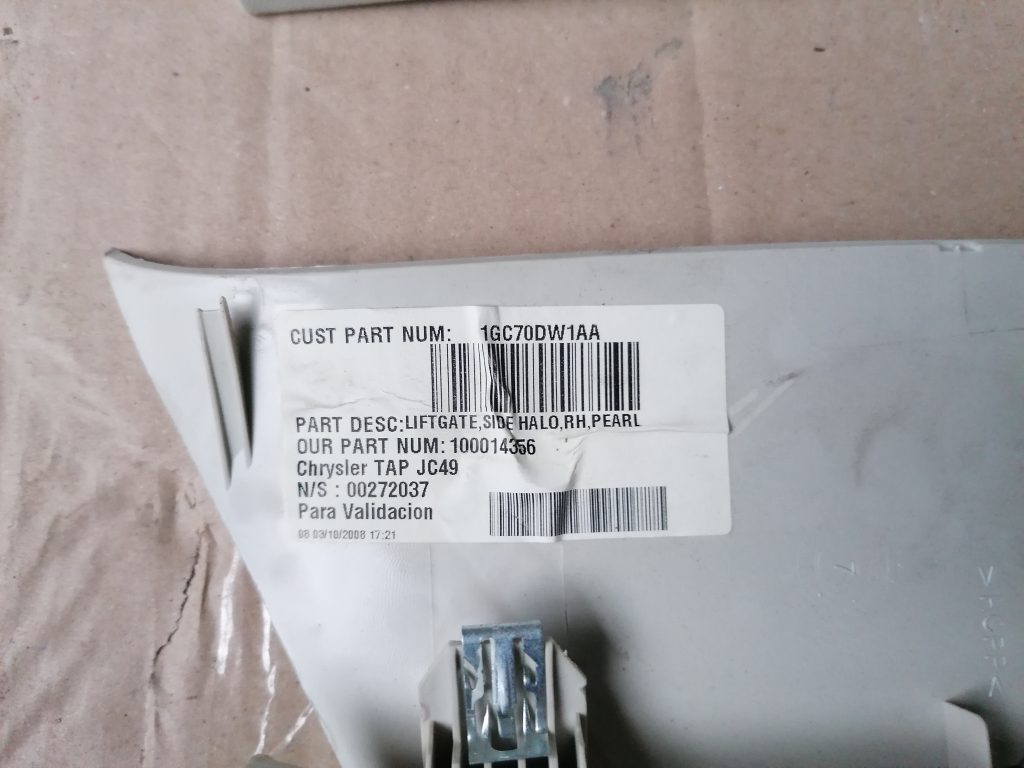 CUST PART NUM: 1GC70DW1AA
PART DESC:LIFTGATE,SIDE HALO,RH,PEARL
OUR PART NUM: 100014356
Chrysler TAP JC49
N/S : 00272037
Para Validacion
08 03/10/2008 17:21